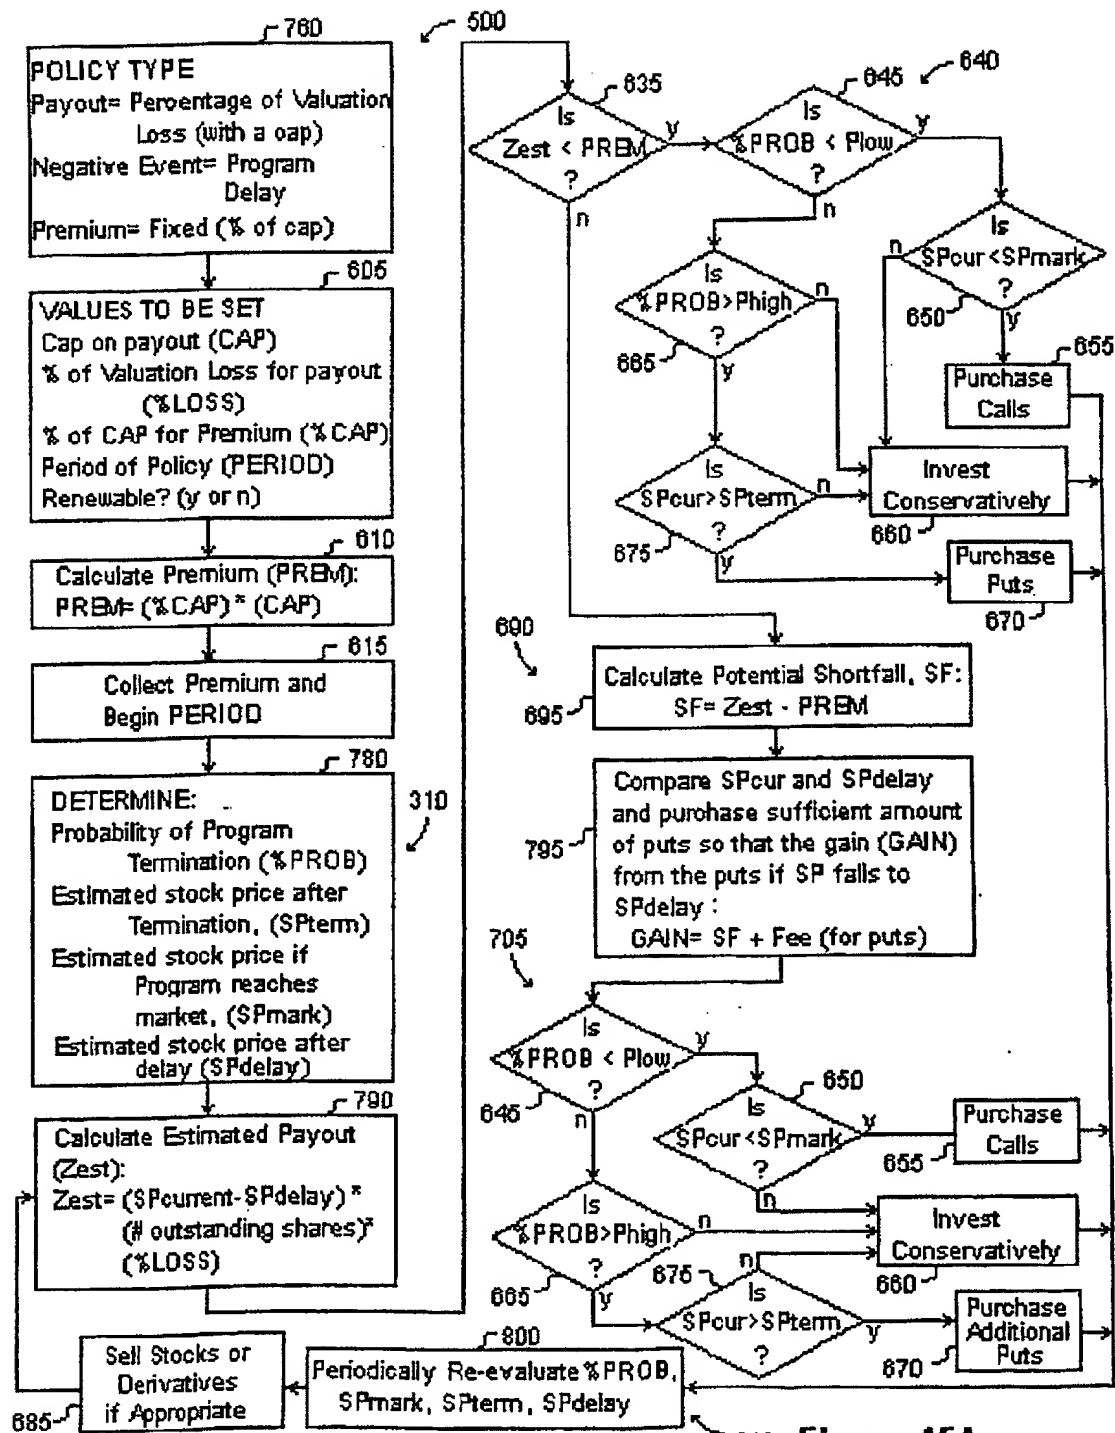 760
500
POLICY TYPE
Payout= Percentage of Valuation
Loss (with a cap)
Negative Event= Program
Delay
Premium= Fixed (% of cap)
605
VALUES TO BE SET
Cap on payout (CAP)
% of Valuation Loss for payout
(%LOSS)
% of CAP for Premium (%CAP)
Period of Policy (PERIOD)
Renewable? (y or n)
610
Calculate Premium (PREM):
PREM= (%CAP)* (CAP)
615
Collect Premium and
Begin PERIOD
780
310
DETERMINE:
Probability of Program
Termination (%PROB)
Estimated stock price after
Termination, (SPterm)
Estimated stock price if
Program reaches
market, (SPmark)
Estimated stock price after
delay (SPdelay)
790
Calculate Estimated Payout
(Zest):
Zest= (SPcurrent-SPdelay)*
(# outstanding shares)*
(%LOSS)
635
Is
Zest < PREM
?
y
n
645
640
Is
%PROB < Plow
?
y
n
Is
SPcur<SPmark
?
n
650
y
655
Purchase
Calls
Is
%PROB>Phigh
?
n
665
y
Is
SPcur>SPterm
?
n
675
y
Invest
Conservatively
660
Purchase
Puts
670
690
Calculate Potential Shortfall, SF:
SF= Zest - PREM
695
Compare SPcur and SPdelay
and purchase sufficient amount
of puts so that the gain (GAIN)
from the puts if SP falls to
SPdelay :
GAIN= SF + Fee (for puts)
795
705
Is
%PROB < Plow
?
y
645
n
650
Is
SPcur<SPmark
?
y
n
Purchase
Calls
655
Is
%PROB>Phigh
?
n
665
y
Invest
Conservatively
660
n
675
Is
SPcur>SPterm
?
y
Purchase
Additional
Puts
670
800
Periodically Re-evaluate %PROB,
SPmark, SPterm, SPdelay
Sell Stocks or
Derivatives
if Appropriate
685